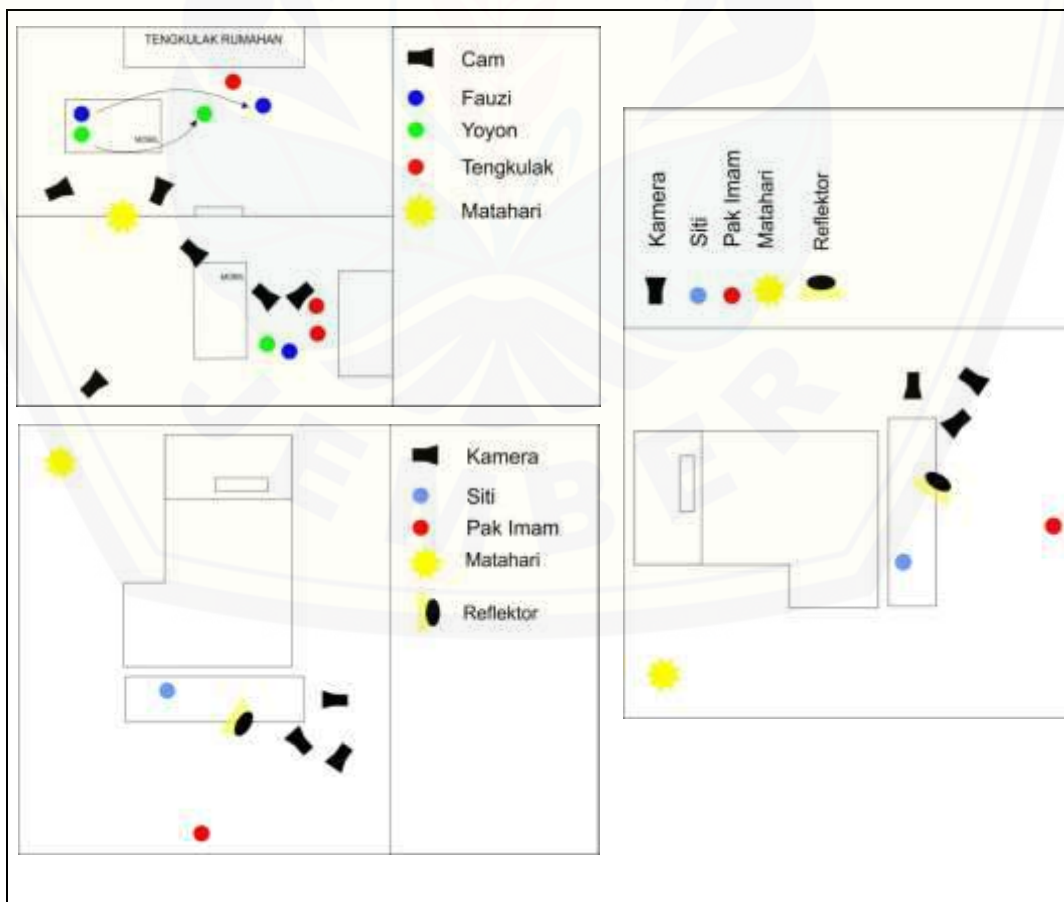 TENGKULAK RUMAHAN
Cam
Fauzi
Yoyon
Tengkulak
Matahari
MOBIL
MOBIL
Kamera
Siti
Pak Imam
Matahari
Reflektor
Kamera
Siti
Pak Imam
Matahari
Reflektor
JEMBER